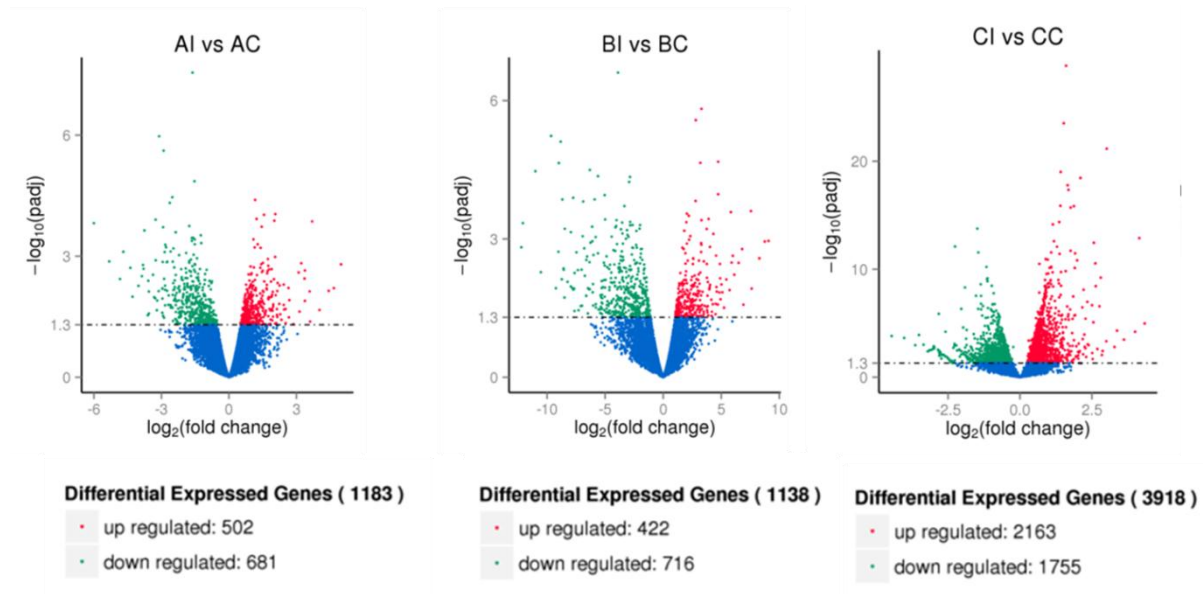 AI vs AC
−log10(padj)
6
3
1.3
0
-6 -3 0 3
log2(fold change)
Differential Expressed Genes ( 1183 )
up regulated: 502
down regulated: 681
BI vs BC
−log10(padj)
6
3
1.3
0
-10 -5 0 5 10
log2(fold change)
Differential Expressed Genes ( 1138 )
up regulated: 422
down regulated: 716
CI vs CC
−log10(padj)
20
10
1.3
0
-2.5 0.0 2.5
log2(fold change)
Differential Expressed Genes ( 3918 )
up regulated: 2163
down regulated: 1755